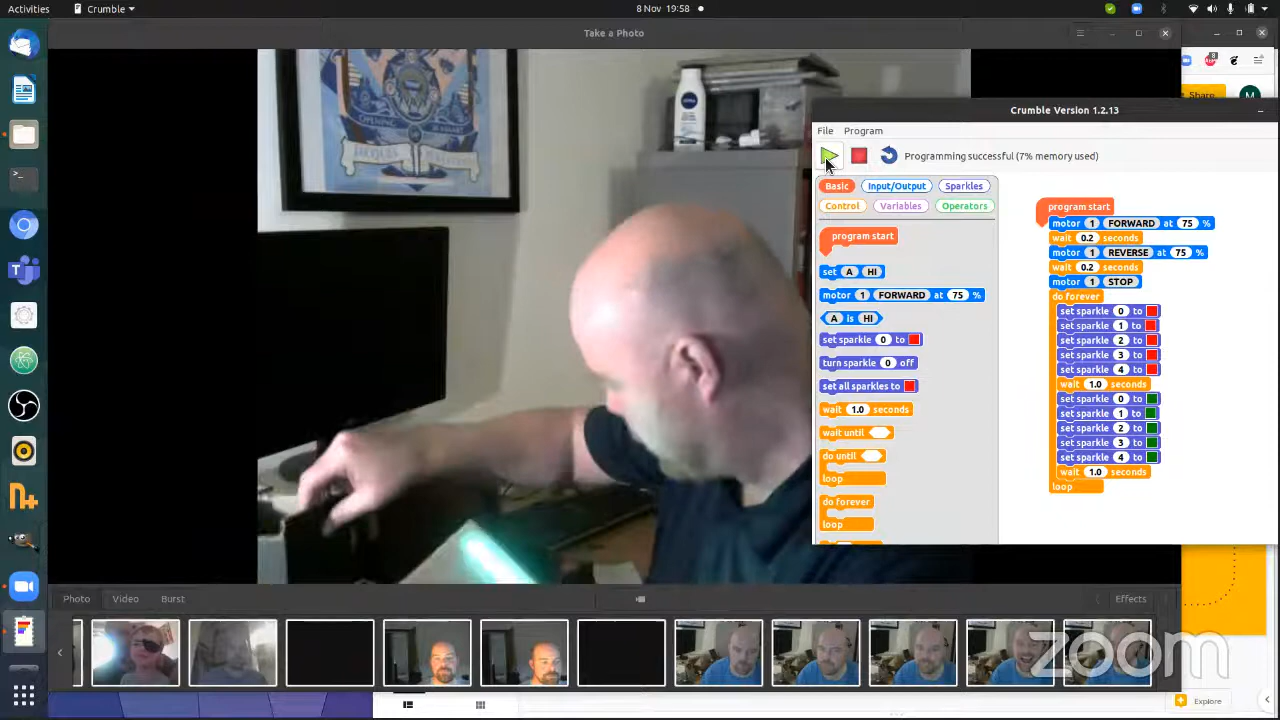 Activities
Crumble
8 Nov 19:58
Take a Photo
Share
M
Crumble Version 1.2.13
File Program
Programming successful (7% memory used)
Basic Input/Output Sparkles
Control Variables Operators
program start
set A HI
motor 1 FORWARD at 75 %
A is HI
set sparkle 0 to
turn sparkle 0 off
set all sparkles to
wait 1.0 seconds
wait until
do until
loop
do forever
loop
program start
motor 1 FORWARD at 75 %
wait 0.2 seconds
motor 1 REVERSE at 75 %
wait 0.2 seconds
motor 1 STOP
do forever
set sparkle 0 to
set sparkle 1 to
set sparkle 2 to
set sparkle 3 to
set sparkle 4 to
wait 1.0 seconds
set sparkle 0 to
set sparkle 1 to
set sparkle 2 to
set sparkle 3 to
set sparkle 4 to
wait 1.0 seconds
loop
NIVEA
Photo Video Burst
Effects
zoom
Explore